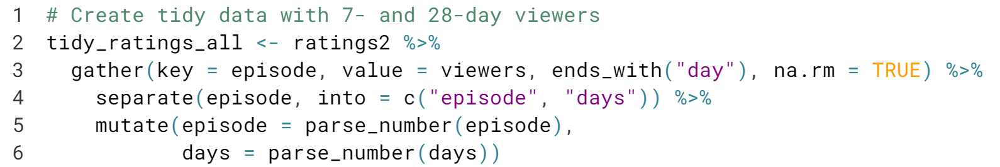 1 # Create tidy data with 7- and 28-day viewers
2 tidy_ratings_all <- ratings2 %>%
3   gather(key = episode, value = viewers, ends_with("day"), na.rm = TRUE) %>%
4     separate(episode, into = c("episode", "days")) %>%
5     mutate(episode = parse_number(episode),
6            days = parse_number(days))